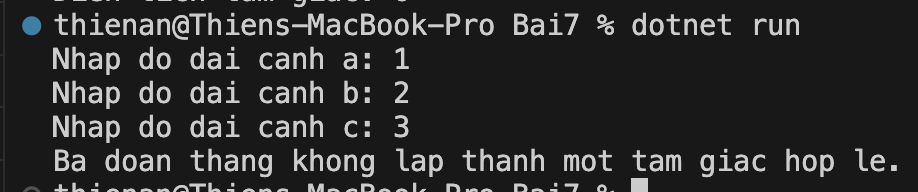 thienan@Thiens-MacBook-Pro Bai7 % dotnet run
Nhap do dai canh a: 1
Nhap do dai canh b: 2
Nhap do dai canh c: 3
Ba doan thang khong lap thanh mot tam giac hop le.
thienan@Thiens-MacBook-Pro Bai7 %